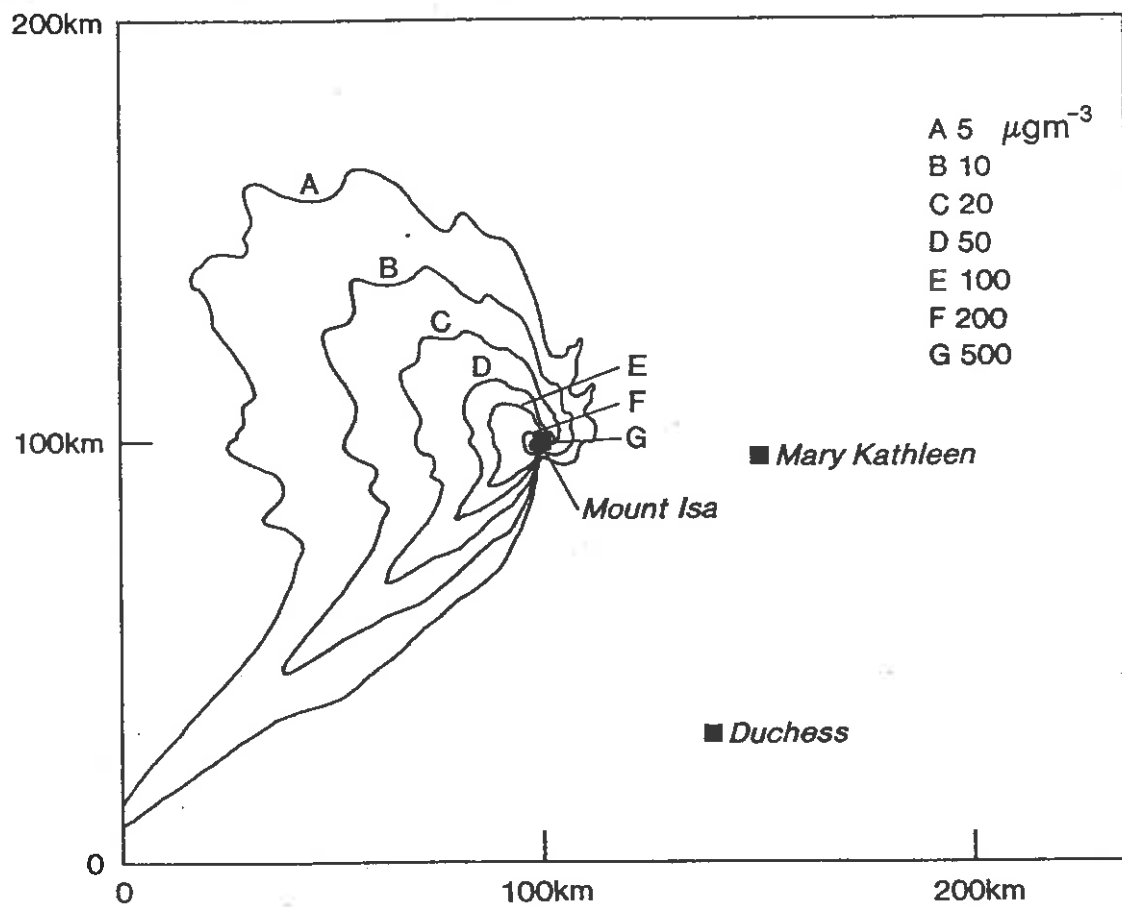 200km
A 5 μgm⁻³
B 10
C 20
D 50
E 100
F 200
G 500
A
B
C
D
E
F
G
100km
Mary Kathleen
Mount Isa
Duchess
0
0
100km
200km